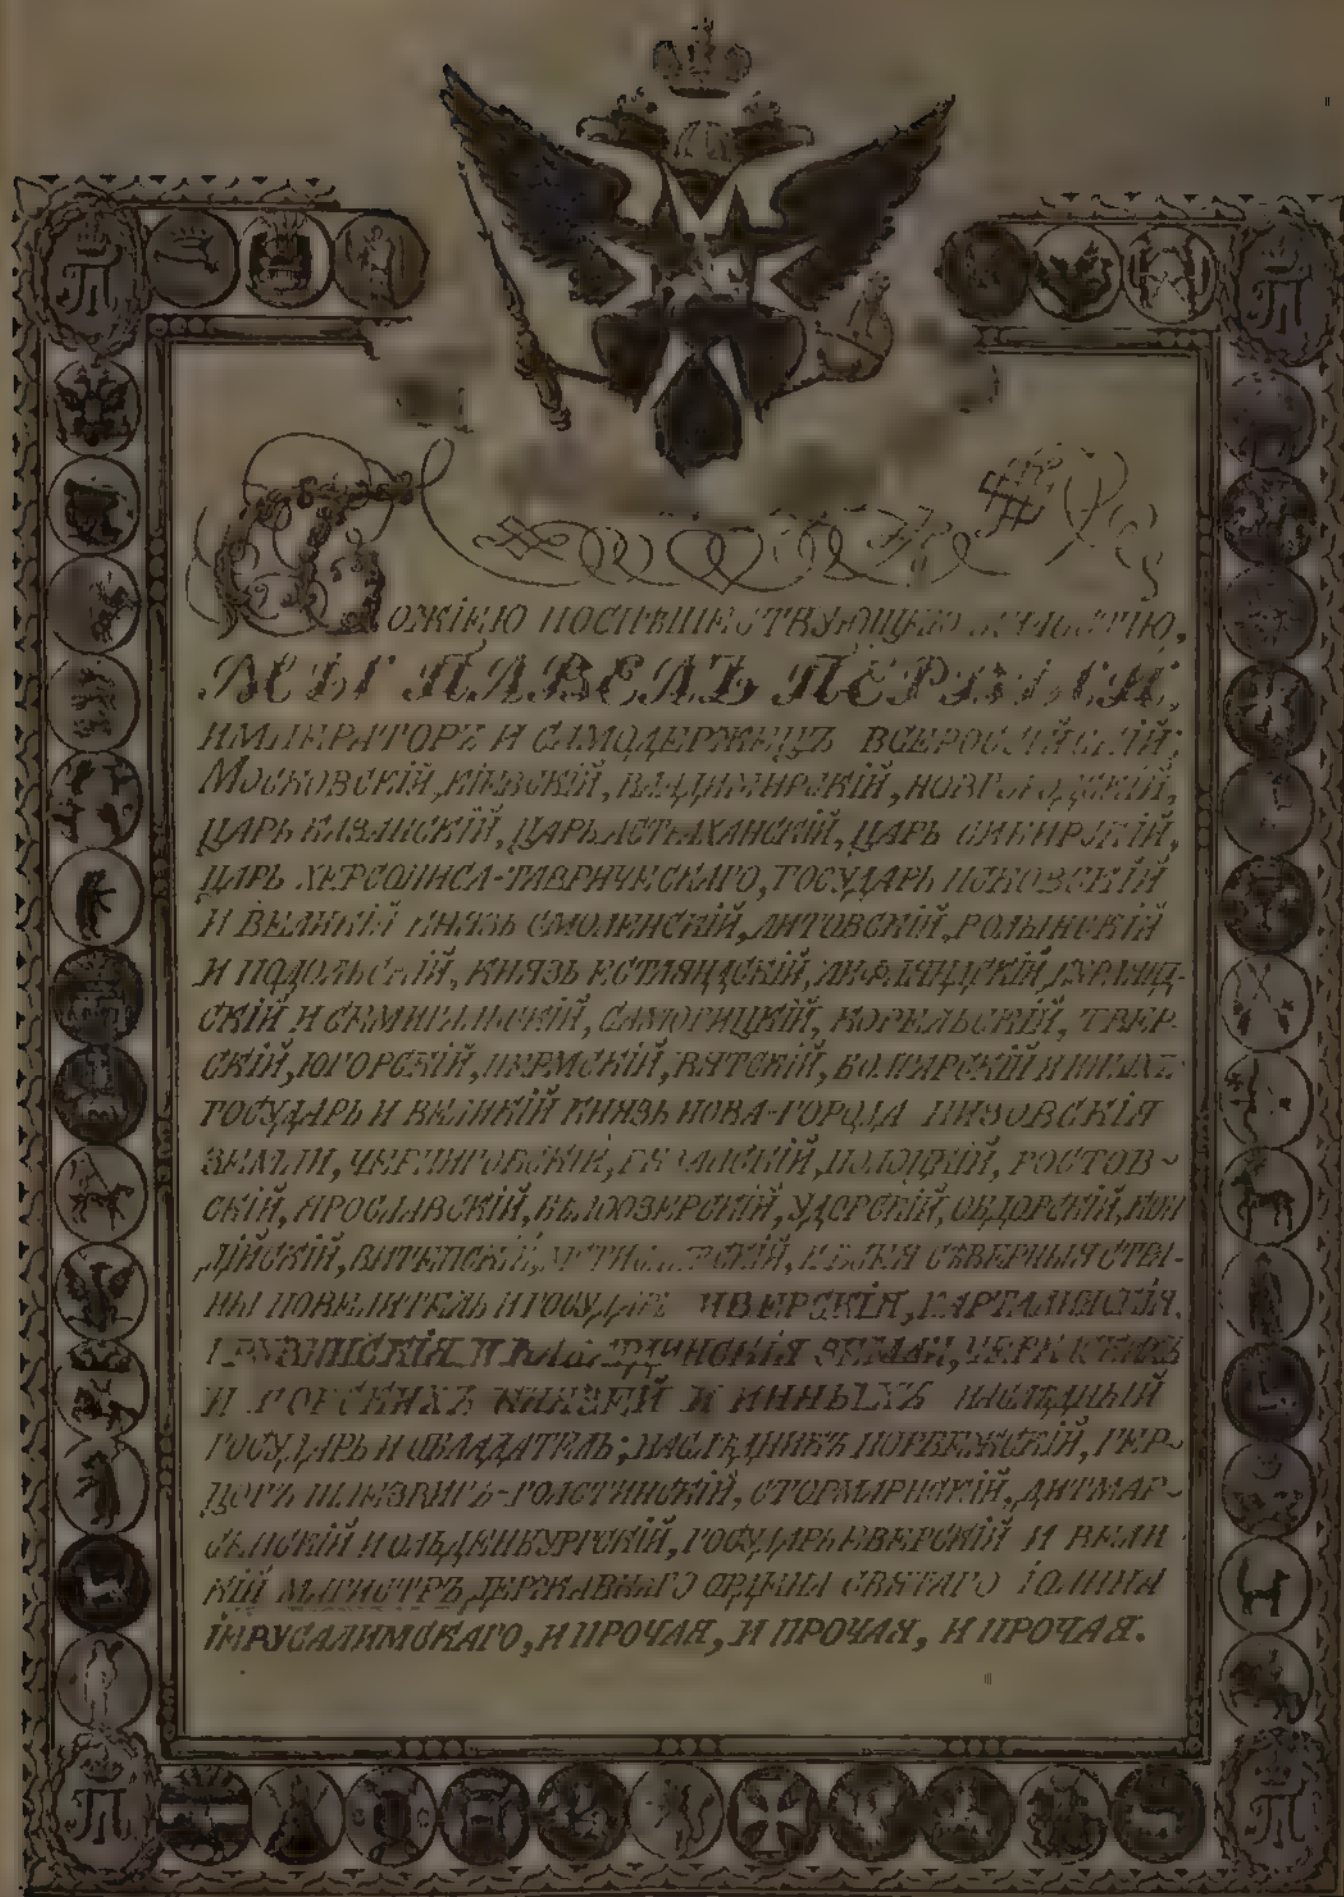 Божіею поспѣшествующею милостію,
Мы Павелъ Первый,
Императоръ и Самодержецъ Всероссійскій:
Московскій, Кіевскій, Владимирскій, Новгородскій,
Царь Казанскій, Царь Астраханскій, Царь Сибирскій,
Царь Херсониса-Таврическаго, Государь Псковскій
и Великій Князь Смоленскій, Литовскій, Волынскій
и Подольскій, Князь Естляндскій, Лифляндскій, Курлянд-
скій и Семигальскій, Самогицкій, Корельскій, Твер-
скій, Югорскій, Пермскій, Вятскій, Болгарскій и иныхъ
Государь и Великій Князь Нова-города Низовскія
земли, Черниговскій, Рязанскій, Полоцкій, Ростов-
скій, Ярославскій, Бѣлоозерскій, Удорскій, Обдорскій, Кон
дійскій, Витепскій, Мстиславскій, и всея Сѣверныя стра-
ны Повелитель и Государь Иверскія, Карталинскія,
Грузинскія и Кабардинскія земли, Черкаскихъ
и Горскихъ Князей и инныхъ наслѣдный
Государь и Обладатель; Наслѣдникъ Норвежскій, Гер-
цогъ Шлезвигъ-Голстинскій, Стормарнскій, Дитмар-
сенскій и Ольденбургскій, Государь Еверскій и Вели
кій Магистръ Державнаго Ордена Святаго Іоанна
Іерусалимскаго, и прочая, и прочая, и прочая.